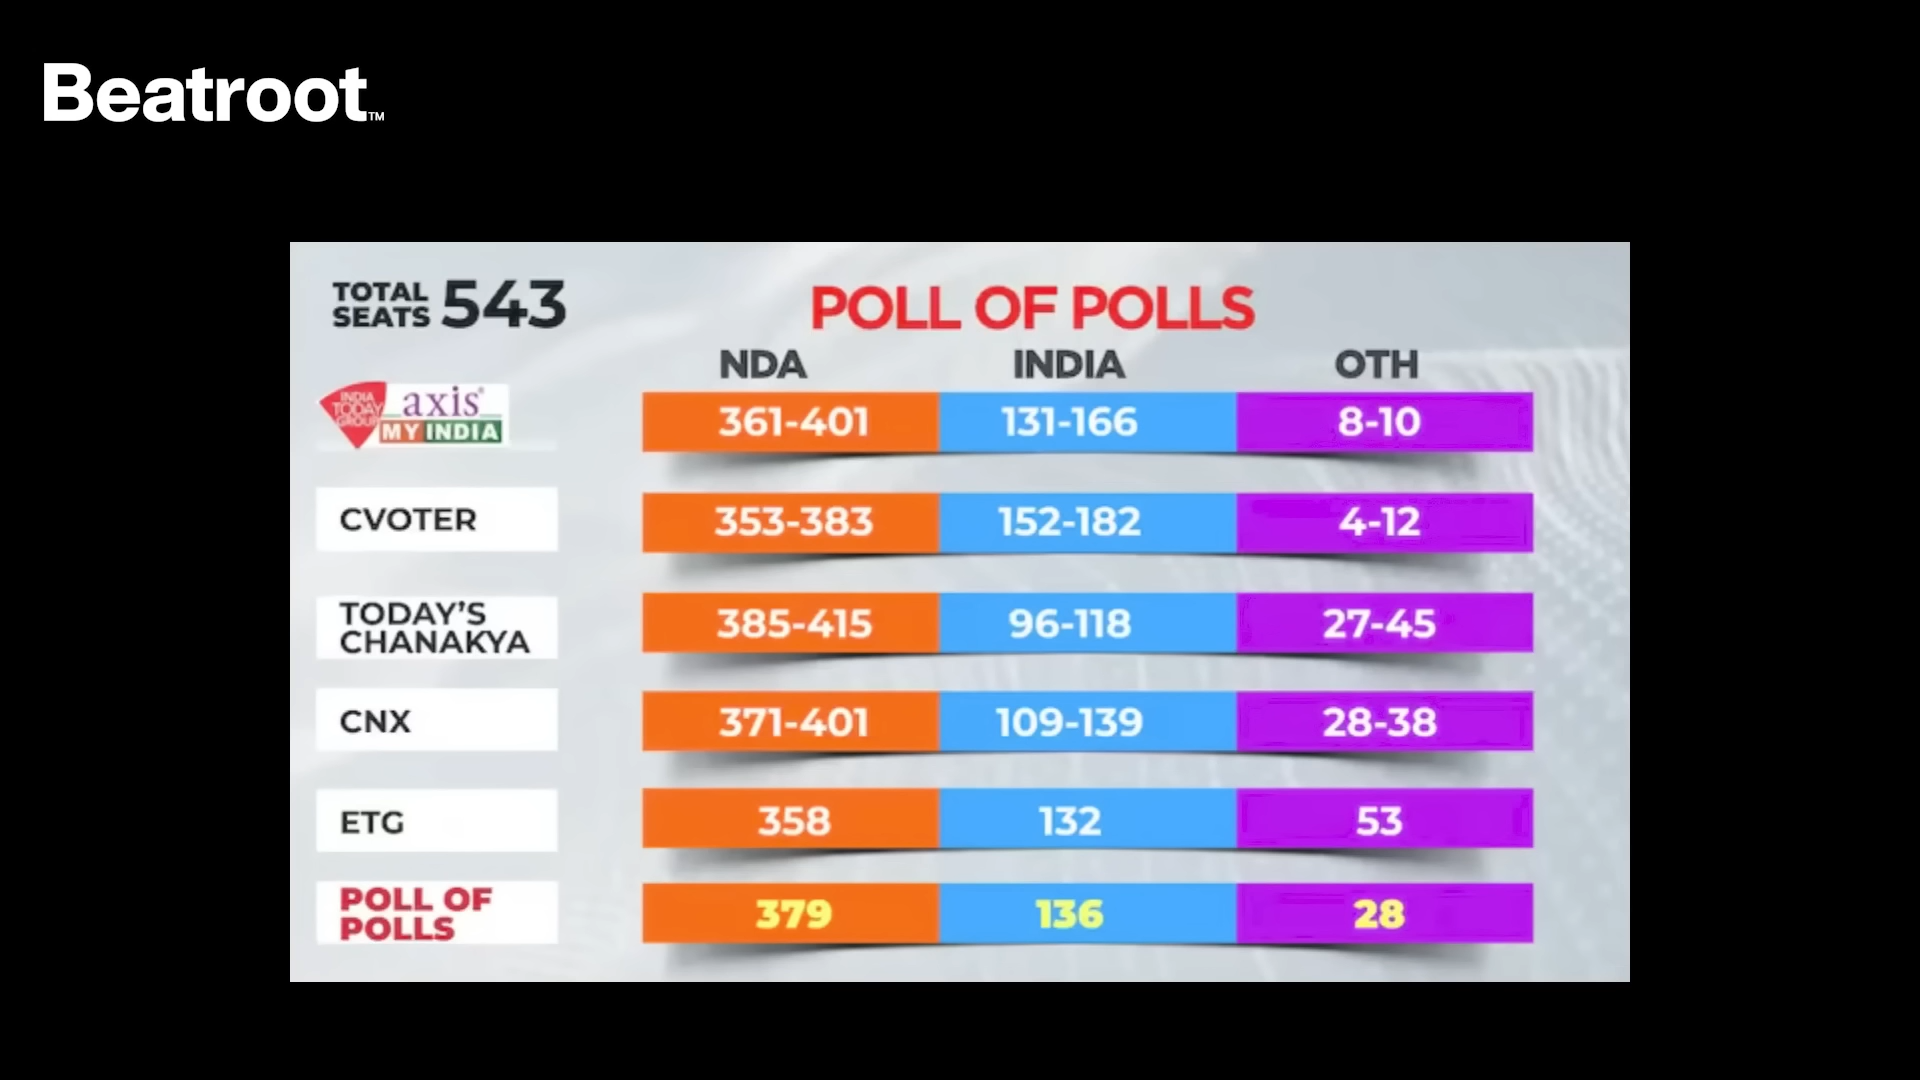 Beatroot™
TOTAL SEATS 543
POLL OF POLLS
NDA INDIA OTH
INDIA TODAY GROUP axis MY INDIA 361-401 131-166 8-10
CVOTER 353-383 152-182 4-12
TODAY'S CHANAKYA 385-415 96-118 27-45
CNX 371-401 109-139 28-38
ETG 358 132 53
POLL OF POLLS 379 136 28